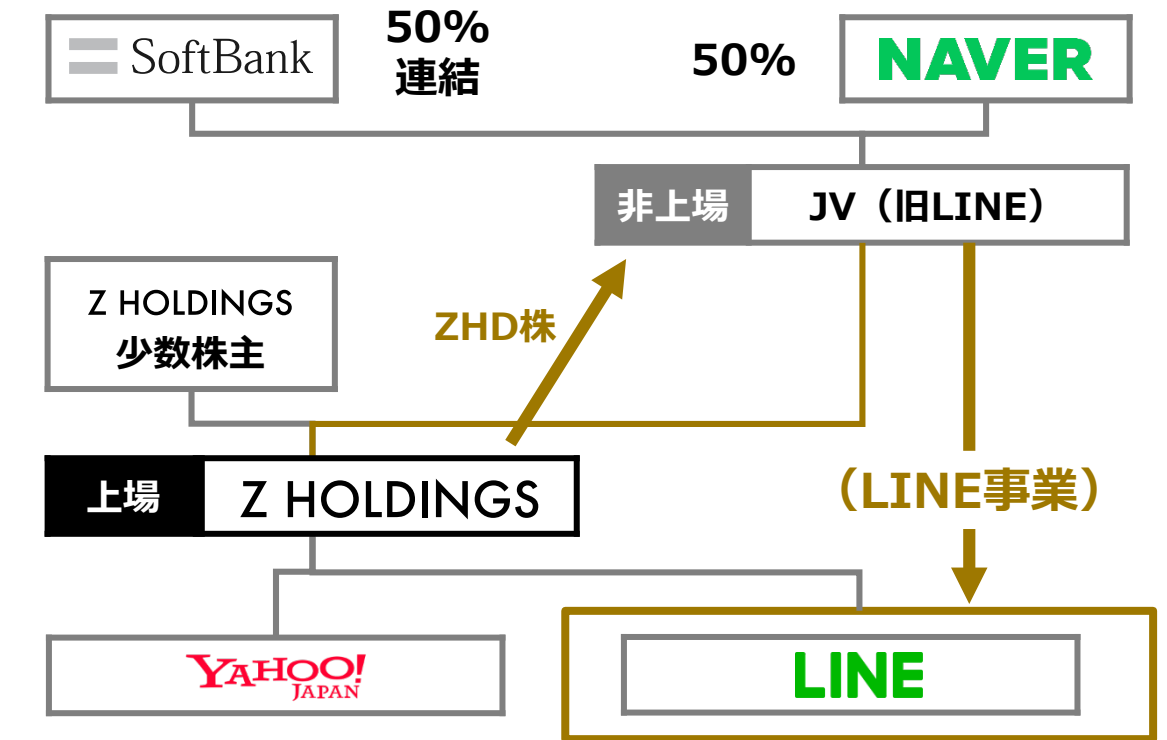 SoftBank
50%
連結
50%
NAVER
非上場
JV（旧LINE）
Z HOLDINGS
少数株主
ZHD株
上場
Z HOLDINGS
（LINE事業）
YAHOO!
JAPAN
LINE